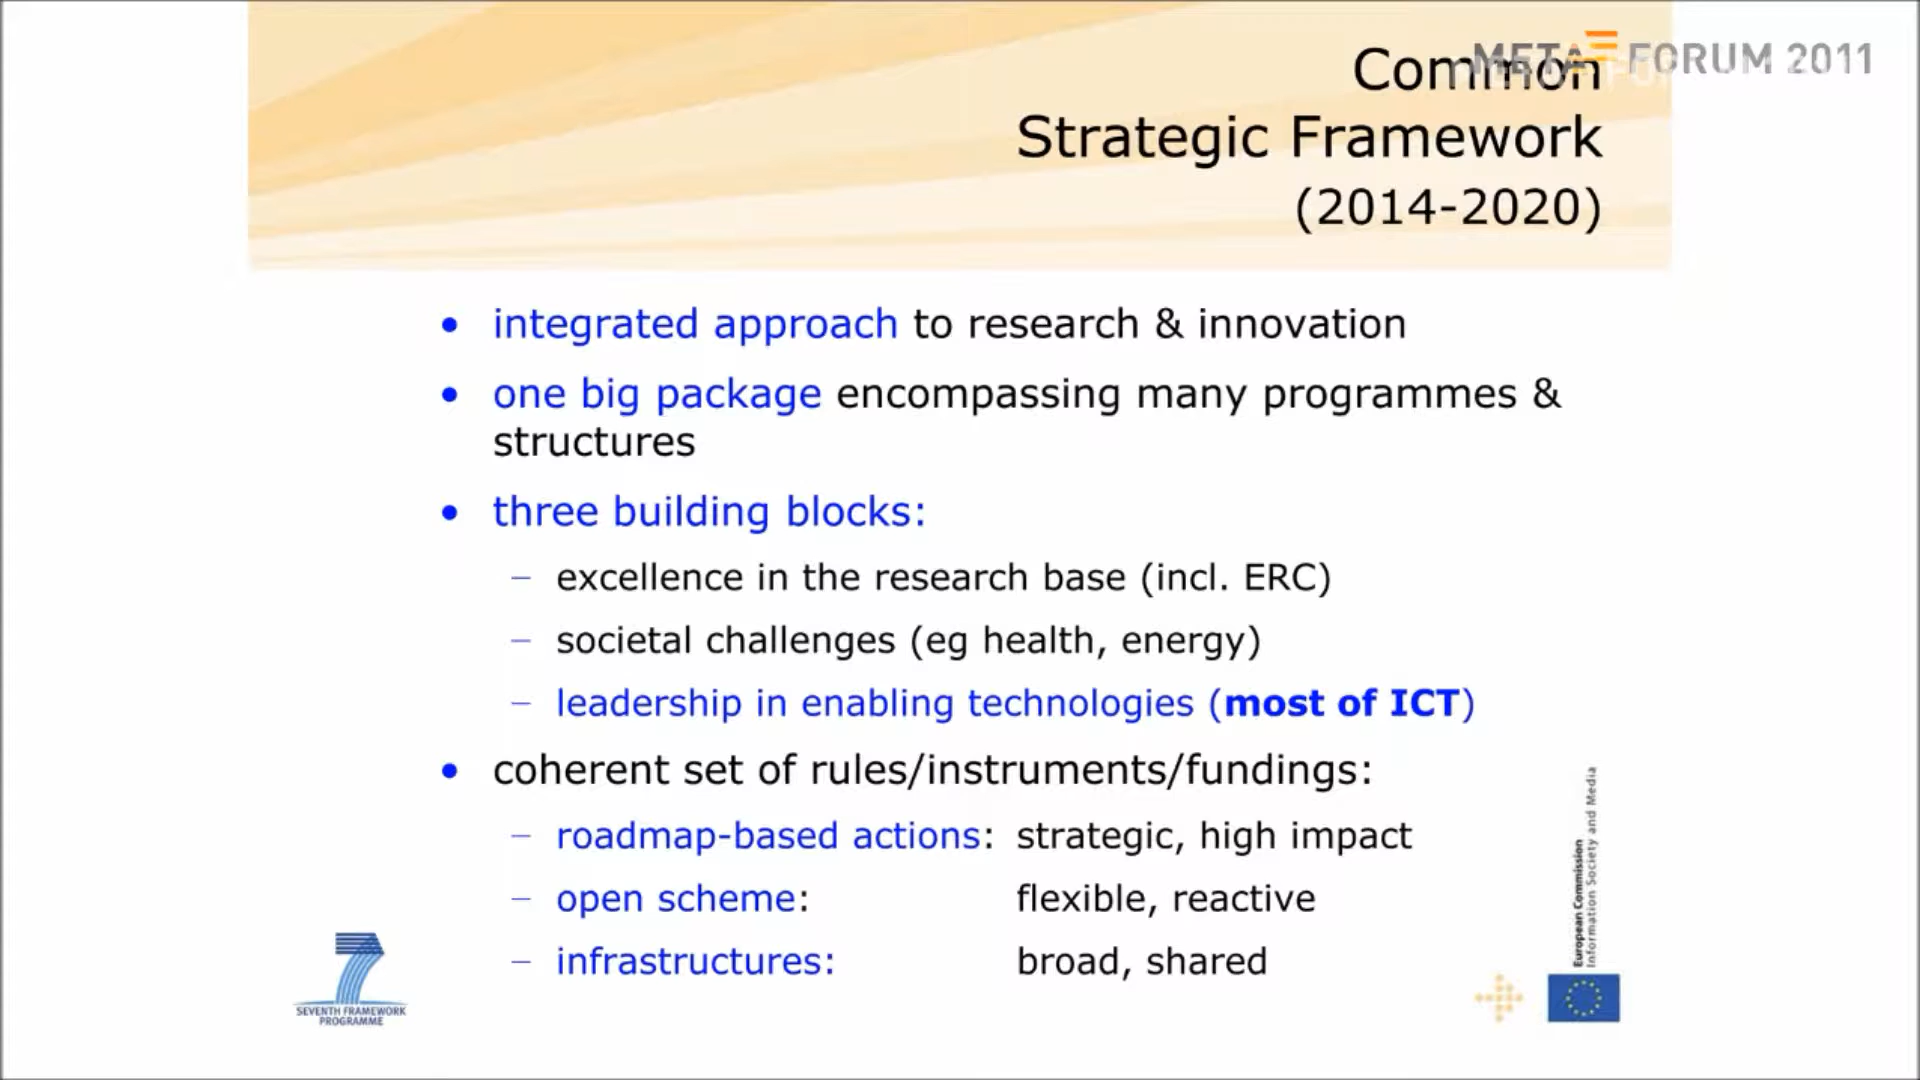 META FORUM 2011
Common
Strategic Framework
(2014-2020)
• integrated approach to research & innovation
• one big package encompassing many programmes &
structures
• three building blocks:
– excellence in the research base (incl. ERC)
– societal challenges (eg health, energy)
– leadership in enabling technologies (most of ICT)
• coherent set of rules/instruments/fundings:
– roadmap-based actions: strategic, high impact
– open scheme: flexible, reactive
– infrastructures: broad, shared
SEVENTH FRAMEWORK
PROGRAMME
European Commission
Information Society and Media